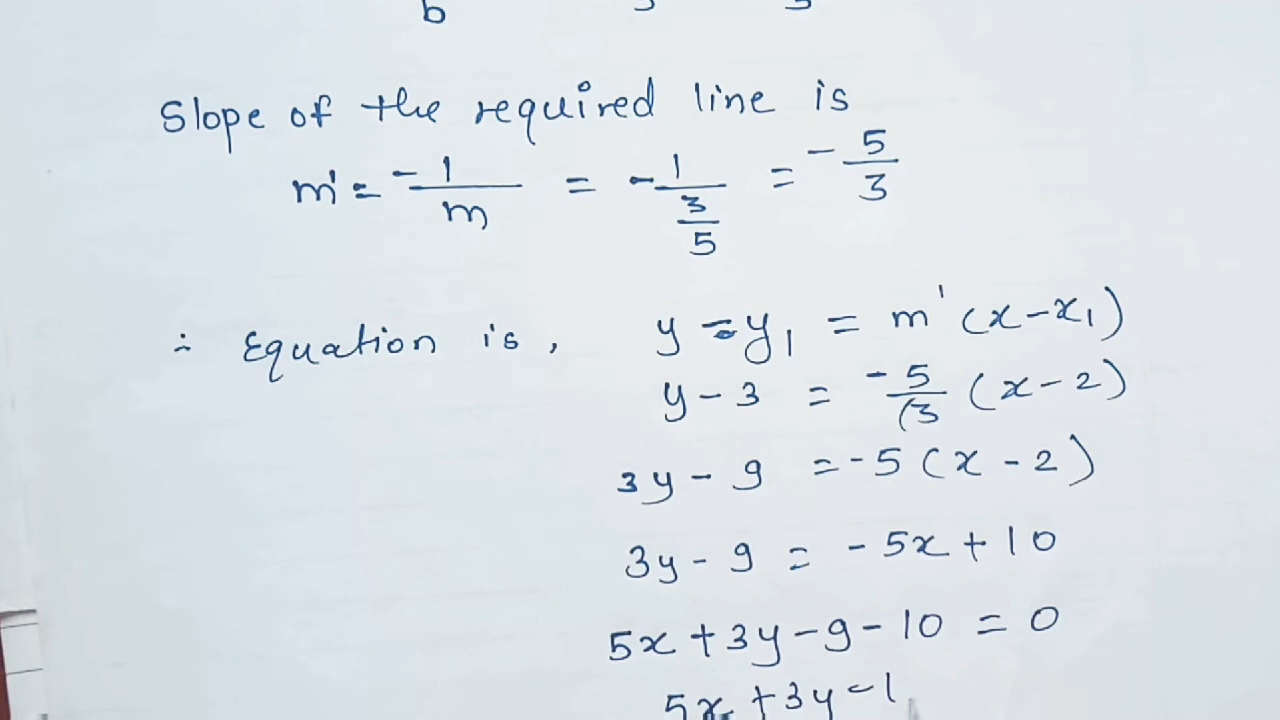 b
Slope of the required line is
m' = -1/m = -1/(3/5) = -5/3
∴ Equation is, y - y₁ = m'(x-x₁)
y - 3 = -5/3 (x-2)
3y - 9 = -5(x-2)
3y - 9 = -5x + 10
5x + 3y - 9 - 10 = 0
5x + 3y - 1